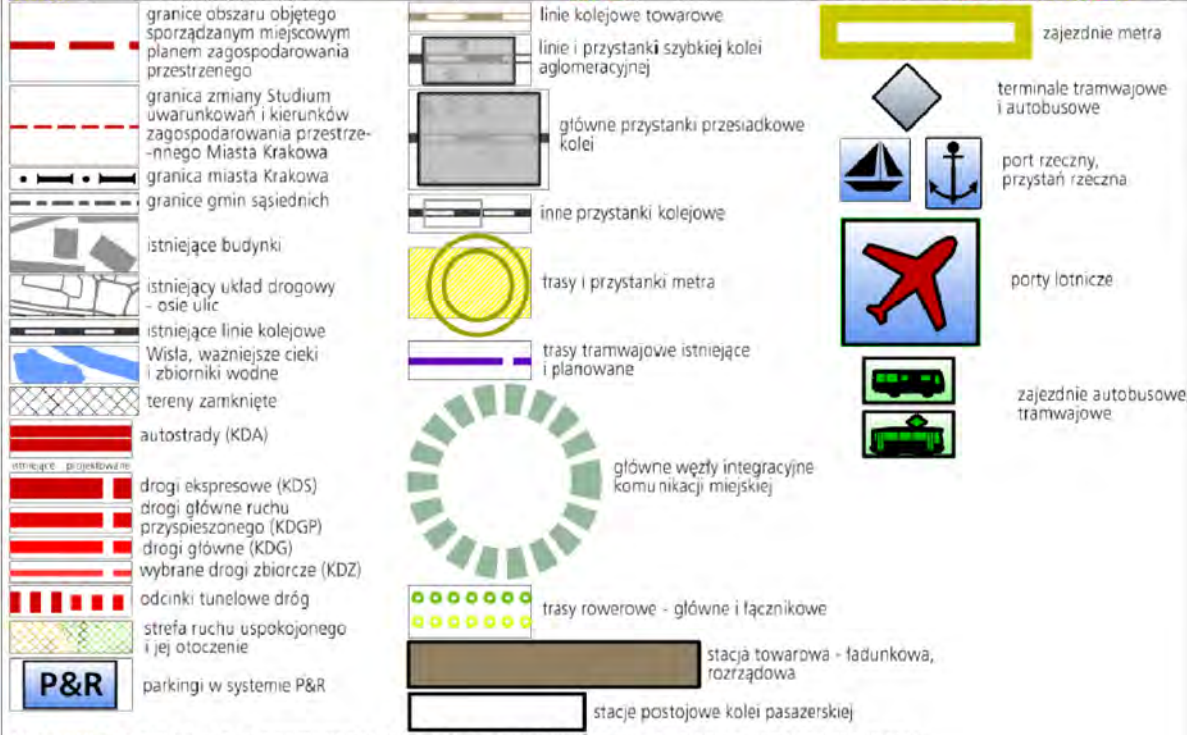 granice obszaru objętego
sporządzanym miejscowym
planem zagospodarowania
przestrzenego
granica zmiany Studium
uwarunkowań i kierunków
zagospodarowania przestrze-
-nnego Miasta Krakowa
granica miasta Krakowa
granice gmin sąsiednich
istniejące budynki
istniejący układ drogowy
- osie ulic
istniejące linie kolejowe
Wisła, ważniejsze cieki
i zbiorniki wodne
tereny zamknięte
autostrady (KDA)
istniejące projektowane
drogi ekspresowe (KDS)
drogi główne ruchu
przyspieszonego (KDGP)
drogi główne (KDG)
wybrane drogi zbiorcze (KDZ)
odcinki tunelowe dróg
strefa ruchu uspokojonego
i jej otoczenie
P&R
parkingi w systemie P&R
linie kolejowe towarowe
linie i przystanki szybkiej kolei
aglomeracyjnej
główne przystanki przesiadkowe
kolei
inne przystanki kolejowe
trasy i przystanki metra
trasy tramwajowe istniejące
i planowane
główne węzły integracyjne
komunikacji miejskiej
trasy rowerowe - główne i łącznikowe
stacja towarowa - ładunkowa,
rozrządowa
stacje postojowe kolei pasażerskiej
zajezdnie metra
terminale tramwajowe
i autobusowe
port rzeczny,
przystań rzeczna
porty lotnicze
zajezdnie autobusowe
tramwajowe